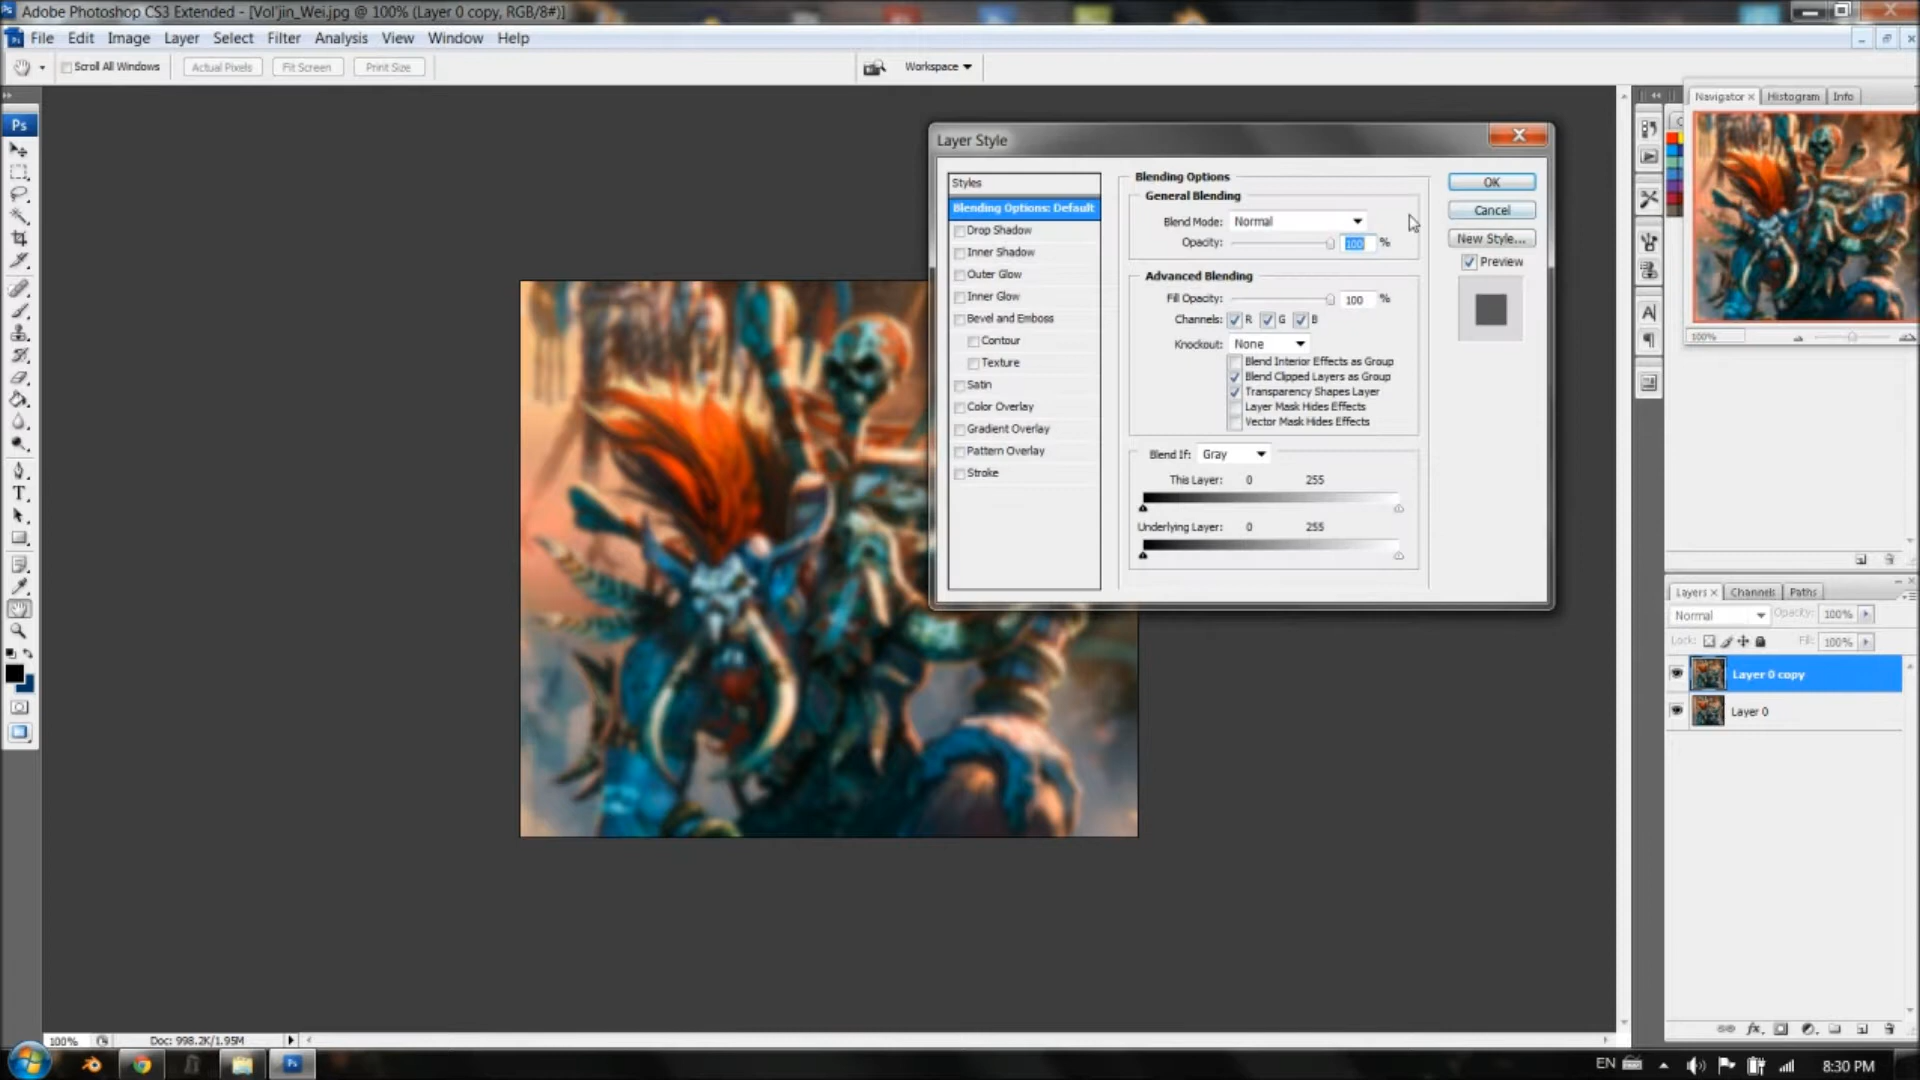 Adobe Photoshop CS3 Extended - [Vol'jin_Wei.jpg @ 100% (Layer 0 copy, RGB/8#)]
File Edit Image Layer Select Filter Analysis View Window Help
Scroll All Windows Actual Pixels Fit Screen Print Size Workspace
Ps
Navigator × Histogram Info
100%
Layer Style
Styles
Blending Options: Default
Drop Shadow
Inner Shadow
Outer Glow
Inner Glow
Bevel and Emboss
Contour
Texture
Satin
Color Overlay
Gradient Overlay
Pattern Overlay
Stroke
Blending Options
General Blending
Blend Mode: Normal
Opacity: 100 %
Advanced Blending
Fill Opacity: 100 %
Channels: R G B
Knockout: None
Blend Interior Effects as Group
Blend Clipped Layers as Group
Transparency Shapes Layer
Layer Mask Hides Effects
Vector Mask Hides Effects
Blend If: Gray
This Layer: 0 255
Underlying Layer: 0 255
OK
Cancel
New Style...
Preview
Layers × Channels Paths
Normal Opacity: 100%
Lock: Fill: 100%
Layer 0 copy
Layer 0
100% Doc: 998.2K/1.95M
Ps EN 8:30 PM